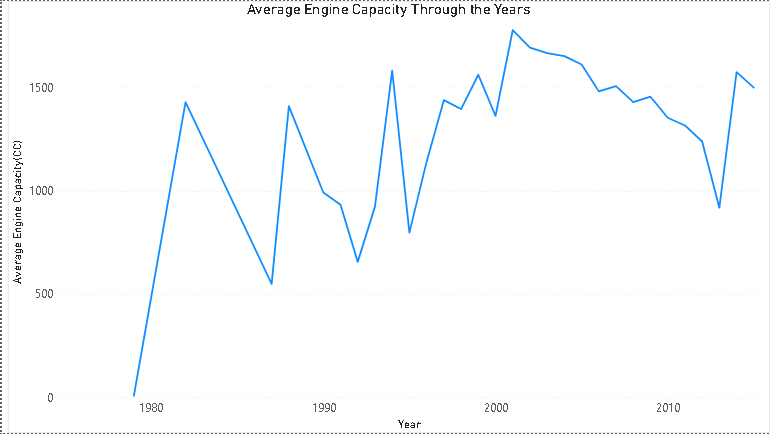 Average Engine Capacity Through the Years
Average Engine Capacity(CC)
1500
1000
500
0
1980 1990 2000 2010
Year